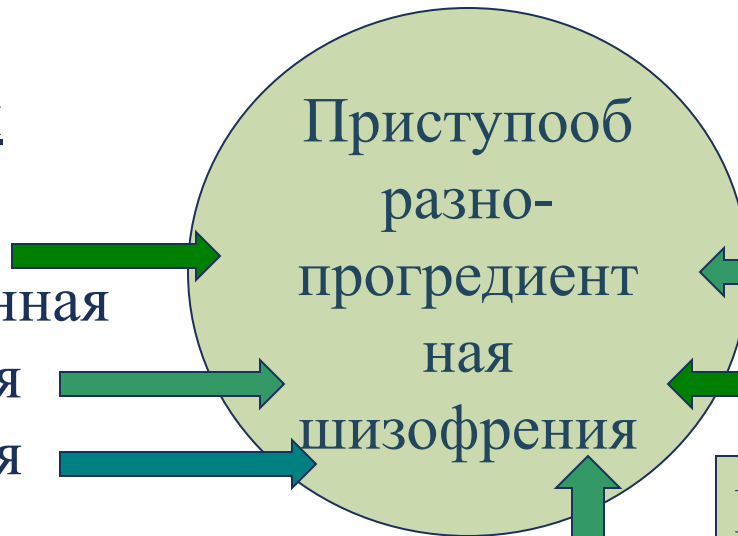 Приступооб
разно-
прогредиент
нная
ная
я
шизофрения
я